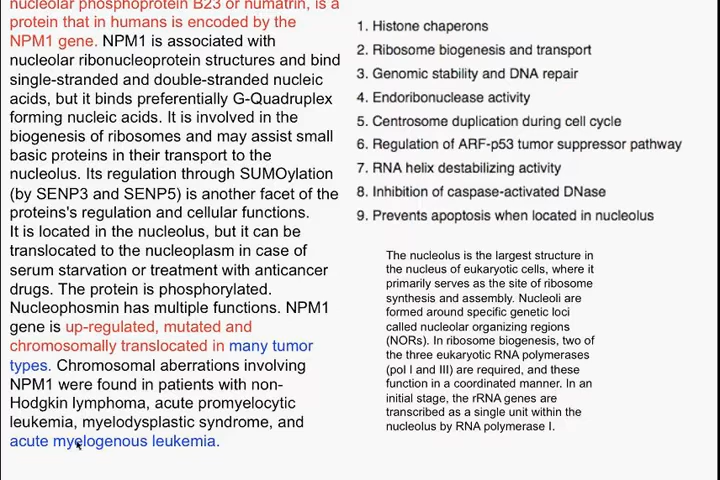 nucleolar phosphoprotein B23 or numatrin, is a
protein that in humans is encoded by the
NPM1 gene. NPM1 is associated with
nucleolar ribonucleoprotein structures and bind
single-stranded and double-stranded nucleic
acids, but it binds preferentially G-Quadruplex
forming nucleic acids. It is involved in the
biogenesis of ribosomes and may assist small
basic proteins in their transport to the
nucleolus. Its regulation through SUMOylation
(by SENP3 and SENP5) is another facet of the
proteins's regulation and cellular functions.
It is located in the nucleolus, but it can be
translocated to the nucleoplasm in case of
serum starvation or treatment with anticancer
drugs. The protein is phosphorylated.
Nucleophosmin has multiple functions. NPM1
gene is up-regulated, mutated and
chromosomally translocated in many tumor
types. Chromosomal aberrations involving
NPM1 were found in patients with non-
Hodgkin lymphoma, acute promyelocytic
leukemia, myelodysplastic syndrome, and
acute myelogenous leukemia.
1. Histone chaperons
2. Ribosome biogenesis and transport
3. Genomic stability and DNA repair
4. Endoribonuclease activity
5. Centrosome duplication during cell cycle
6. Regulation of ARF-p53 tumor suppressor pathway
7. RNA helix destabilizing activity
8. Inhibition of caspase-activated DNase
9. Prevents apoptosis when located in nucleolus
The nucleolus is the largest structure in
the nucleus of eukaryotic cells, where it
primarily serves as the site of ribosome
synthesis and assembly. Nucleoli are
formed around specific genetic loci
called nucleolar organizing regions
(NORs). In ribosome biogenesis, two of
the three eukaryotic RNA polymerases
(pol I and III) are required, and these
function in a coordinated manner. In an
initial stage, the rRNA genes are
transcribed as a single unit within the
nucleolus by RNA polymerase I.